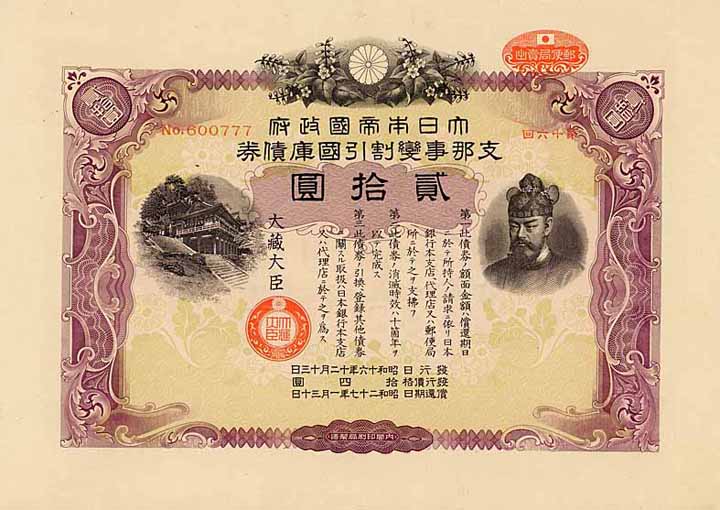 郵便局賣出
大日本帝國政府
No.600777
支那事變割引國庫債券
貳拾圓
第一 此債券ノ額面金額ハ償還期日
ニ於テ所持人ノ請求ニ依リ日本
銀行本支店、代理店又ハ郵便局
所ニ於テ之ヲ支拂フ
第二 此債券ノ消滅時效ハ十箇年ヲ
以テ完成ス
第三 此債券ノ引換、登錄其他債券
ニ關スル取扱ハ日本銀行本支店
又ハ代理店ニ於テ之ヲ爲ス
大藏大臣
發行日 昭和十六年十二月十三日
發行價格 拾四圓
償還期日 昭和二十七年一月三十日
內閣印刷局製造